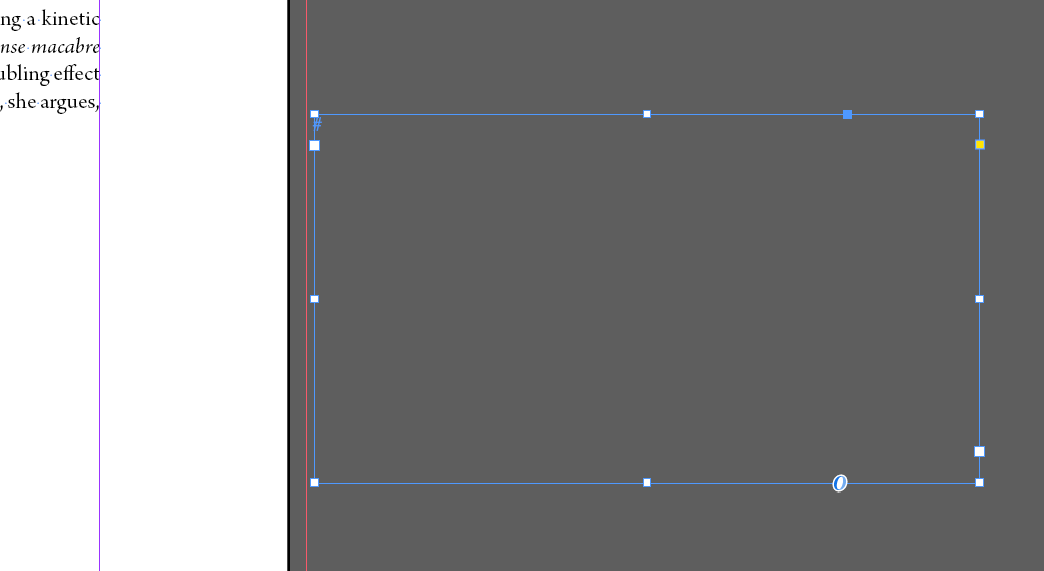 ng a kinetic
nse macabre
ubling effect
, she argues,
#